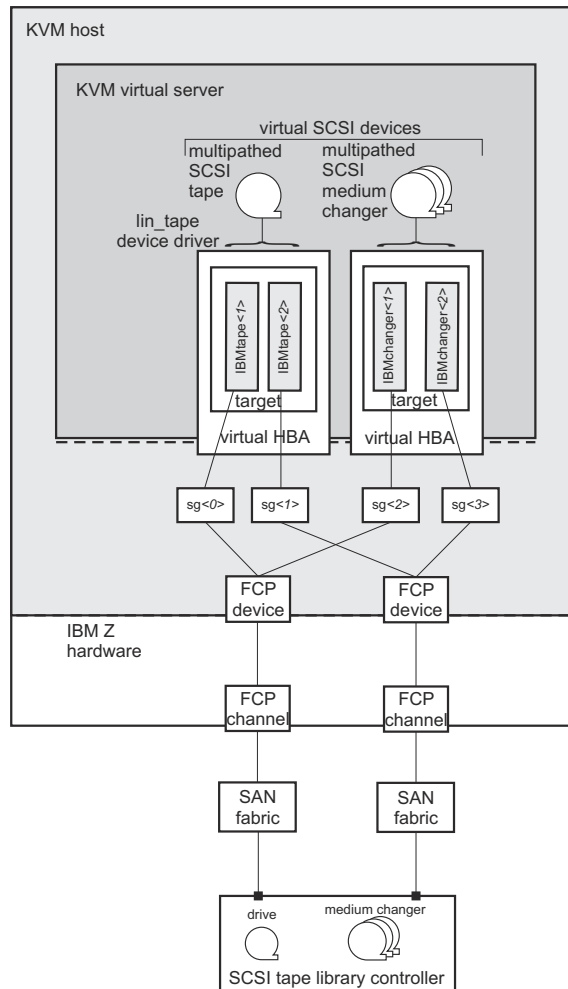 KVM host
KVM virtual server
virtual SCSI devices
multipathed
SCSI
tape
multipathed
SCSI
medium
changer
lin_tape
device driver
IBMtape<1>
IBMtape<2>
IBMchanger<1>
IBMchanger<2>
target
target
virtual HBA
virtual HBA
sg<0>
sg<1>
sg<2>
sg<3>
FCP
device
FCP
device
IBM Z
hardware
FCP
channel
FCP
channel
SAN
fabric
SAN
fabric
drive
medium changer
SCSI tape library controller